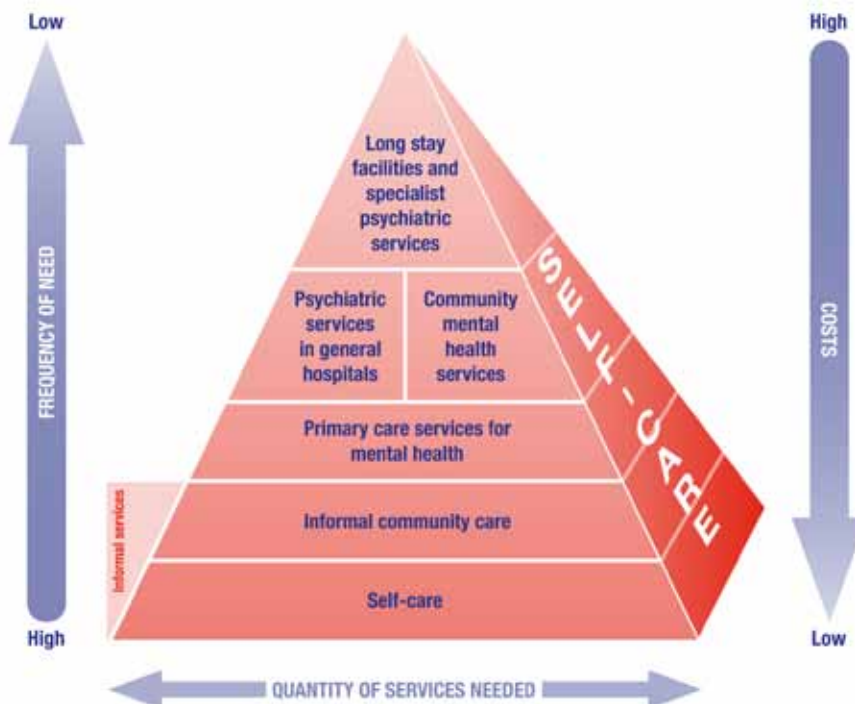 Low
High
FREQUENCY OF NEED
Long stay
facilities and
specialist
psychiatric
services
Psychiatric
services
in general
hospitals
Community
mental
health
services
Primary care services for
mental health
Informal services
Informal community care
Self-care
SELF-CARE
COSTS
High
Low
QUANTITY OF SERVICES NEEDED